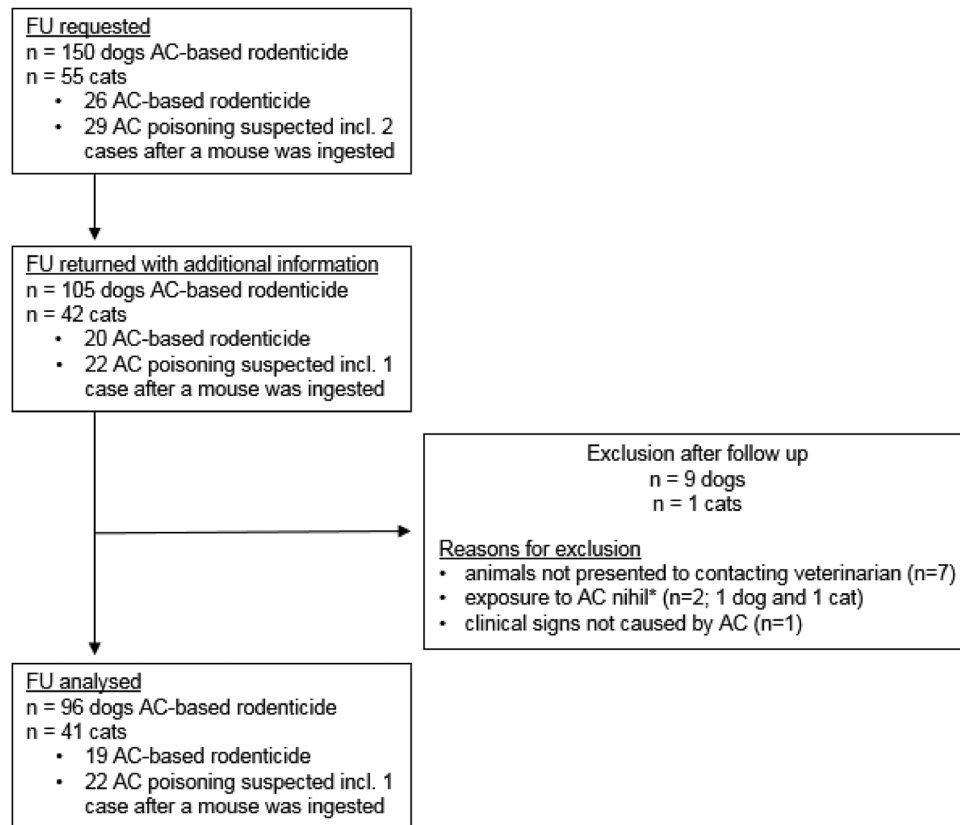 FU requested
n = 150 dogs AC-based rodenticide
n = 55 cats
• 26 AC-based rodenticide
• 29 AC poisoning suspected incl. 2
cases after a mouse was ingested
FU returned with additional information
n = 105 dogs AC-based rodenticide
n = 42 cats
• 20 AC-based rodenticide
• 22 AC poisoning suspected incl. 1
case after a mouse was ingested
Exclusion after follow up
n = 9 dogs
n = 1 cats
Reasons for exclusion
• animals not presented to contacting veterinarian (n=7)
• exposure to AC nihil* (n=2; 1 dog and 1 cat)
• clinical signs not caused by AC (n=1)
FU analysed
n = 96 dogs AC-based rodenticide
n = 41 cats
• 19 AC-based rodenticide
• 22 AC poisoning suspected incl. 1
case after a mouse was ingested